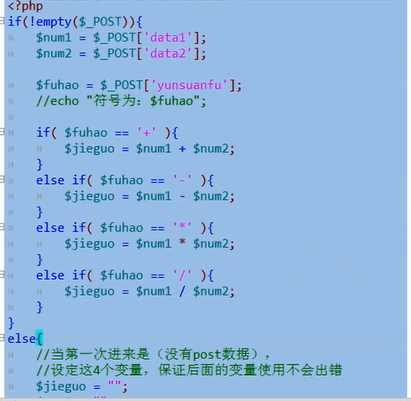 <?php
if(!empty($_POST)){
$num1 = $_POST['data1'];
$num2 = $_POST['data2'];
$fuhao = $_POST['yunsuanfu'];
//echo "符号为：$fuhao";
if( $fuhao == '+' ){
$jieguo = $num1 + $num2;
}
else if( $fuhao == '-' ){
$jieguo = $num1 - $num2;
}
else if( $fuhao == '*' ){
$jieguo = $num1 * $num2;
}
else if( $fuhao == '/' ){
$jieguo = $num1 / $num2;
}
}
else{
//当第一次进来是（没有post数据），
//设定这4个变量，保证后面的变量使用不会出错
$jieguo = "";